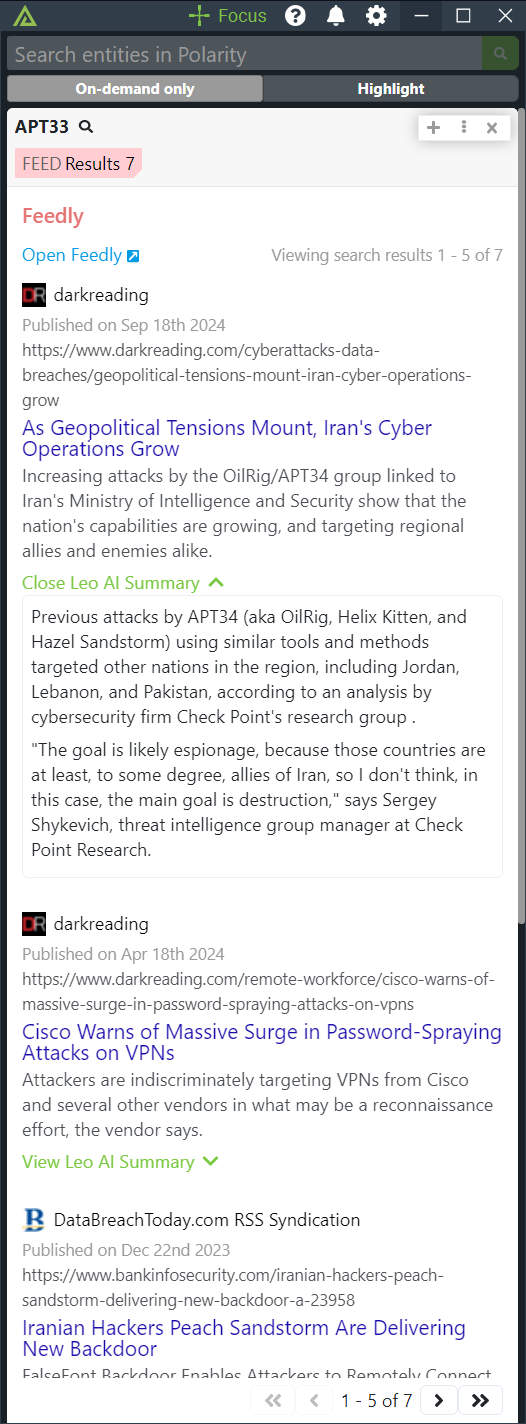 Focus
Search entities in Polarity
On-demand only
Highlight
APT33
FEED Results 7
Feedly
Open Feedly
Viewing search results 1 - 5 of 7
DR darkreading
Published on Sep 18th 2024
https://www.darkreading.com/cyberattacks-data-
breaches/geopolitical-tensions-mount-iran-cyber-operations-
grow
As Geopolitical Tensions Mount, Iran's Cyber
Operations Grow
Increasing attacks by the OilRig/APT34 group linked to
Iran's Ministry of Intelligence and Security show that the
nation's capabilities are growing, and targeting regional
allies and enemies alike.
Close Leo AI Summary
Previous attacks by APT34 (aka OilRig, Helix Kitten, and
Hazel Sandstorm) using similar tools and methods
targeted other nations in the region, including Jordan,
Lebanon, and Pakistan, according to an analysis by
cybersecurity firm Check Point's research group .
"The goal is likely espionage, because those countries are
at least, to some degree, allies of Iran, so I don't think, in
this case, the main goal is destruction," says Sergey
Shykevich, threat intelligence group manager at Check
Point Research.
DR darkreading
Published on Apr 18th 2024
https://www.darkreading.com/remote-workforce/cisco-warns-of-
massive-surge-in-password-spraying-attacks-on-vpns
Cisco Warns of Massive Surge in Password-Spraying
Attacks on VPNs
Attackers are indiscriminately targeting VPNs from Cisco
and several other vendors in what may be a reconnaissance
effort, the vendor says.
View Leo AI Summary
B DataBreachToday.com RSS Syndication
Published on Dec 22nd 2023
https://www.bankinfosecurity.com/iranian-hackers-peach-
sandstorm-delivering-new-backdoor-a-23958
Iranian Hackers Peach Sandstorm Are Delivering
New Backdoor
FalseFont Backdoor Enables Attackers to Remotely Connect
1 - 5 of 7